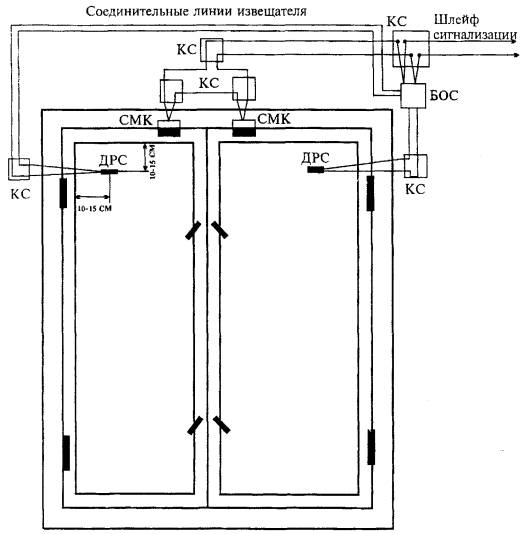 Соединительные линии извещателя
Шлейф
сигнализации
КС
КС
КС
БОС
СМК
СМК
ДРС
ДРС
КС
КС
10-15 СМ
10-15 СМ